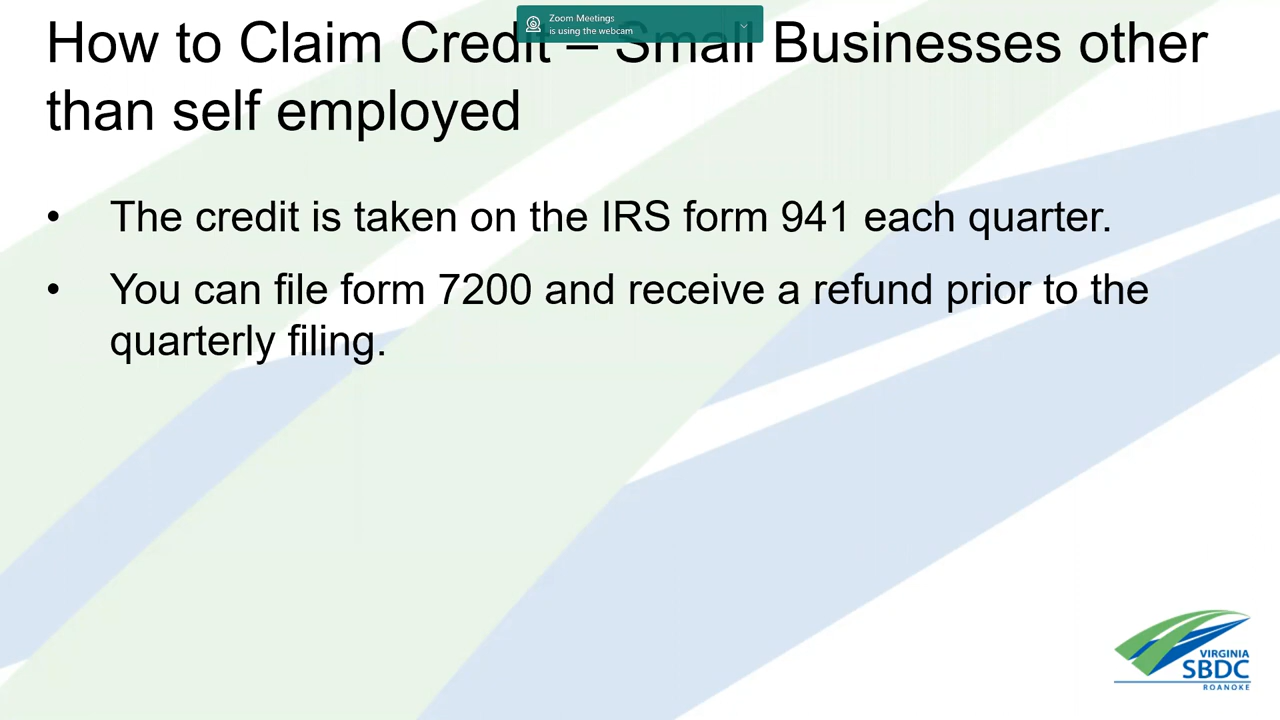 How to Claim Credit – Small Businesses other
than self employed
Zoom Meetings
is using the webcam
• The credit is taken on the IRS form 941 each quarter.
• You can file form 7200 and receive a refund prior to the
quarterly filing.
VIRGINIA
SBDC
ROANOKE